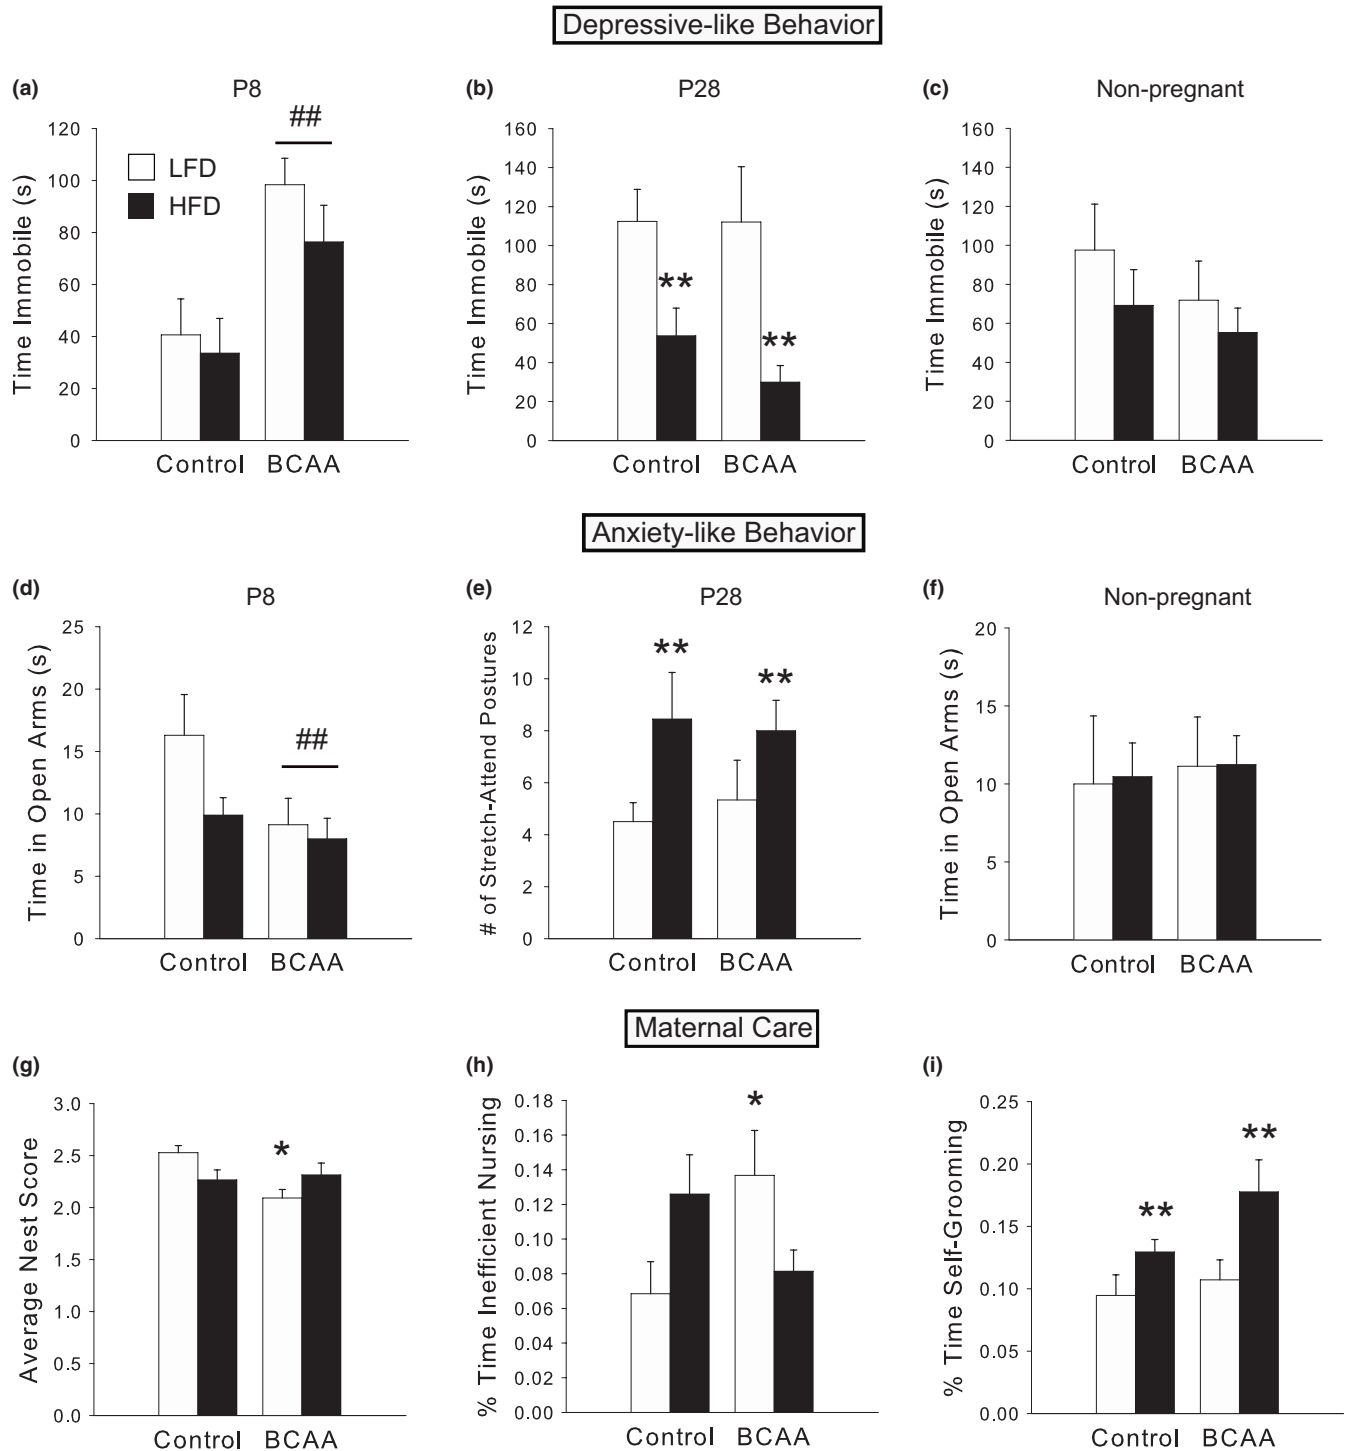 Depressive-like Behavior
(a)
P8
##
120
100
80
60
40
20
0
Time Immobile (s)
LFD
HFD
Control BCAA
(b)
P28
160
140
120
100
80
60
40
20
0
Time Immobile (s)
**
**
Control BCAA
(c)
Non-pregnant
160
140
120
100
80
60
40
20
0
Time Immobile (s)
Control BCAA
Anxiety-like Behavior
(d)
P8
25
20
15
10
5
0
Time in Open Arms (s)
##
Control BCAA
(e)
P28
12
10
8
6
4
2
0
# of Stretch-Attend Postures
**
**
Control BCAA
(f)
Non-pregnant
20
15
10
5
0
Time in Open Arms (s)
Control BCAA
Maternal Care
(g)
3.0
2.5
2.0
1.5
1.0
0.5
0.0
Average Nest Score
*
Control BCAA
(h)
0.18
0.16
0.14
0.12
0.10
0.08
0.06
0.04
0.02
0.00
% Time Inefficient Nursing
*
Control BCAA
(i)
0.25
0.20
0.15
0.10
0.05
0.00
% Time Self-Grooming
**
**
Control BCAA